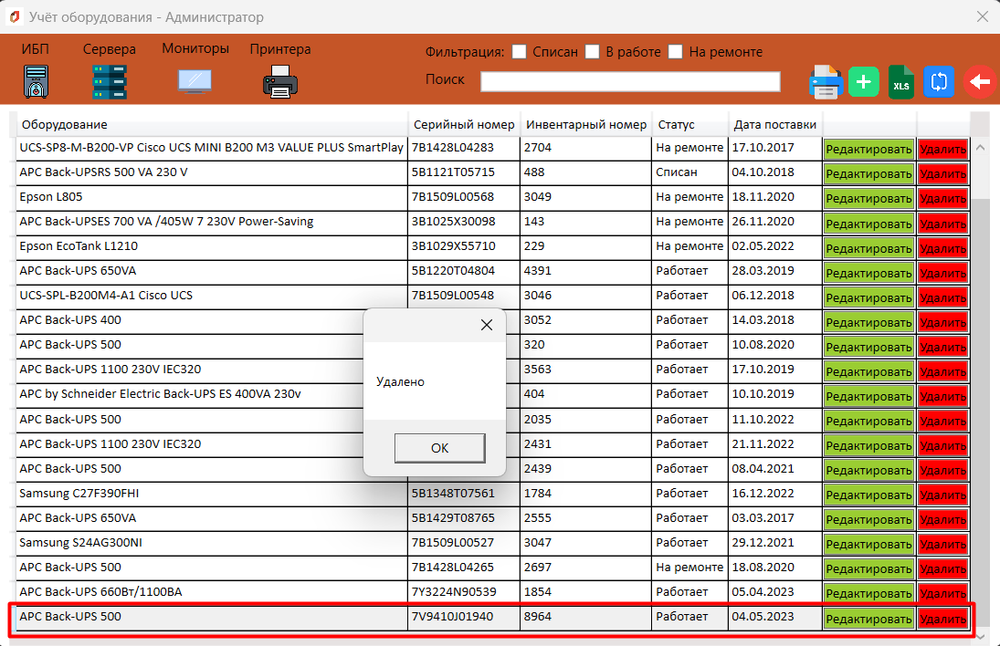 Учёт оборудования - Администратор
ИБП Сервера Мониторы Принтера
Фильтрация: Списан В работе На ремонте
Поиск
XLS
Оборудование Серийный номер Инвентарный номер Статус Дата поставки
UCS-SP8-M-B200-VP Cisco UCS MINI B200 M3 VALUE PLUS SmartPlay 7B1428L04283 2704 На ремонте 17.10.2017 Редактировать Удалить
APC Back-UPSRS 500 VA 230 V 5B1121T05715 488 Списан 04.10.2018 Редактировать Удалить
Epson L805 7B1509L00568 3049 На ремонте 18.11.2020 Редактировать Удалить
APC Back-UPSES 700 VA /405W 7 230V Power-Saving 3B1025X30098 143 На ремонте 26.11.2020 Редактировать Удалить
Epson EcoTank L1210 3B1029X55710 229 На ремонте 02.05.2022 Редактировать Удалить
APC Back-UPS 650VA 5B1220T04804 4391 Работает 28.03.2019 Редактировать Удалить
UCS-SPL-B200M4-A1 Cisco UCS 7B1509L00548 3046 Работает 06.12.2018 Редактировать Удалить
APC Back-UPS 400 3052 Работает 14.03.2018 Редактировать Удалить
APC Back-UPS 500 320 Работает 10.08.2020 Редактировать Удалить
APC Back-UPS 1100 230V IEC320 3563 Работает 17.10.2019 Редактировать Удалить
APC by Schneider Electric Back-UPS ES 400VA 230v 404 Работает 10.10.2019 Редактировать Удалить
APC Back-UPS 500 2035 Работает 11.10.2022 Редактировать Удалить
APC Back-UPS 1100 230V IEC320 2431 Работает 21.11.2022 Редактировать Удалить
APC Back-UPS 500 2439 Работает 08.04.2021 Редактировать Удалить
Samsung C27F390FHI 5B1348T07561 1784 Работает 16.12.2022 Редактировать Удалить
APC Back-UPS 650VA 5B1429T08765 2555 Работает 03.03.2017 Редактировать Удалить
Samsung S24AG300NI 7B1509L00527 3047 Работает 29.12.2021 Редактировать Удалить
APC Back-UPS 500 7B1428L04265 2697 На ремонте 18.08.2020 Редактировать Удалить
APC Back-UPS 660Вт/1100ВА 7Y3224N90539 1854 Работает 05.04.2023 Редактировать Удалить
APC Back-UPS 500 7V9410J01940 8964 Работает 04.05.2023 Редактировать Удалить
Удалено
OK